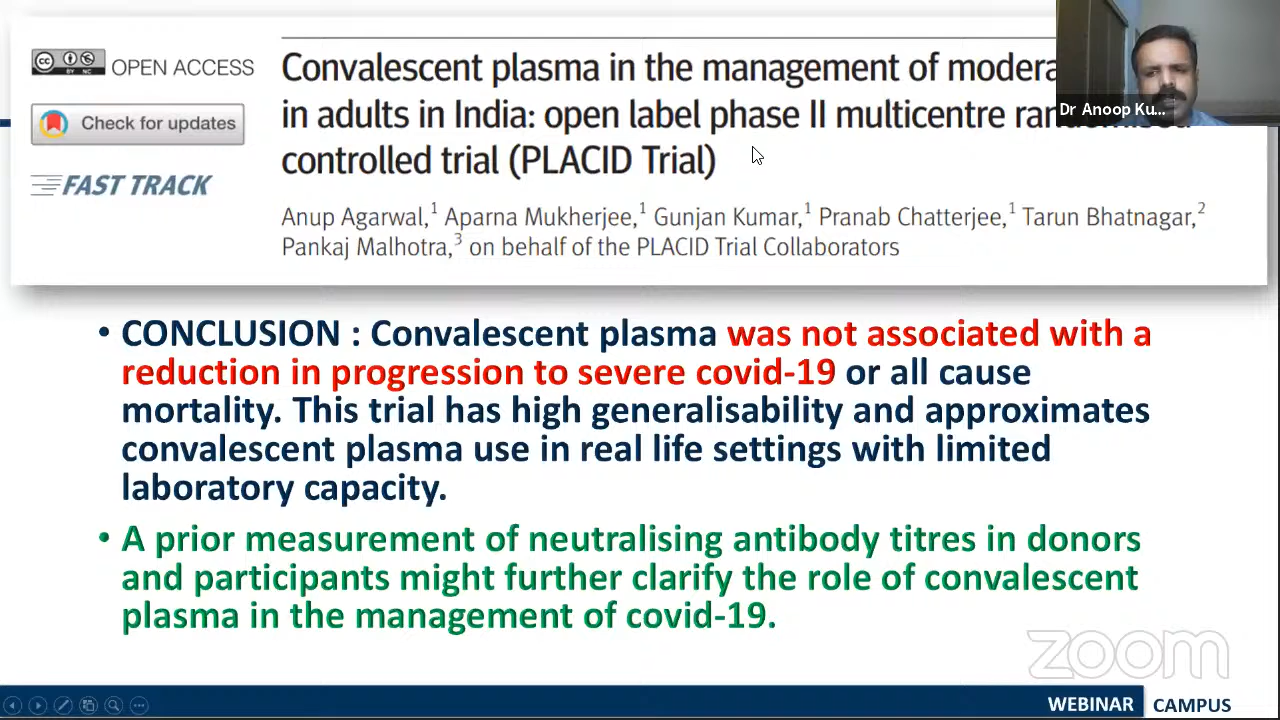 OPEN ACCESS
Check for updates
FAST TRACK
Convalescent plasma in the management of modera
in adults in India: open label phase II multicentre
controlled trial (PLACID Trial)
Anup Agarwal,1 Aparna Mukherjee,1 Gunjan Kumar,1 Pranab Chatterjee,1 Tarun Bhatnagar,2
Pankaj Malhotra,3 on behalf of the PLACID Trial Collaborators
Dr Anoop Ku...
• CONCLUSION : Convalescent plasma was not associated with a
reduction in progression to severe covid-19 or all cause
mortality. This trial has high generalisability and approximates
convalescent plasma use in real life settings with limited
laboratory capacity.
• A prior measurement of neutralising antibody titres in donors
and participants might further clarify the role of convalescent
plasma in the management of covid-19.
zoom
WEBINAR CAMPUS